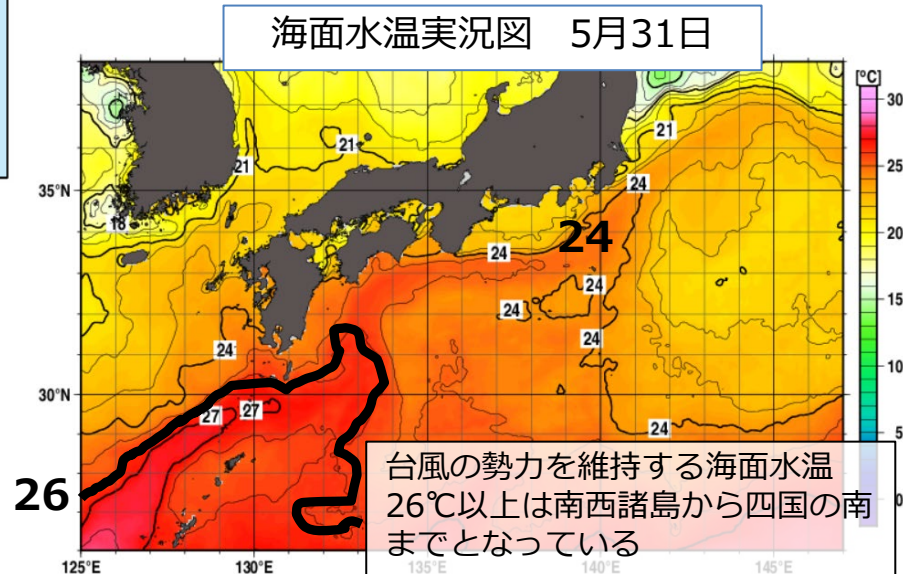 海面水温実況図　5月31日
[℃]
30
25
20
15
10
5
0
35°N
30°N
125°E
130°E
135°E
140°E
145°E
21
21
21
18
24
24
24
24
24
24
24
24
27
27
26
台風の勢力を維持する海面水温
26℃以上は南西諸島から四国の南
までとなっている